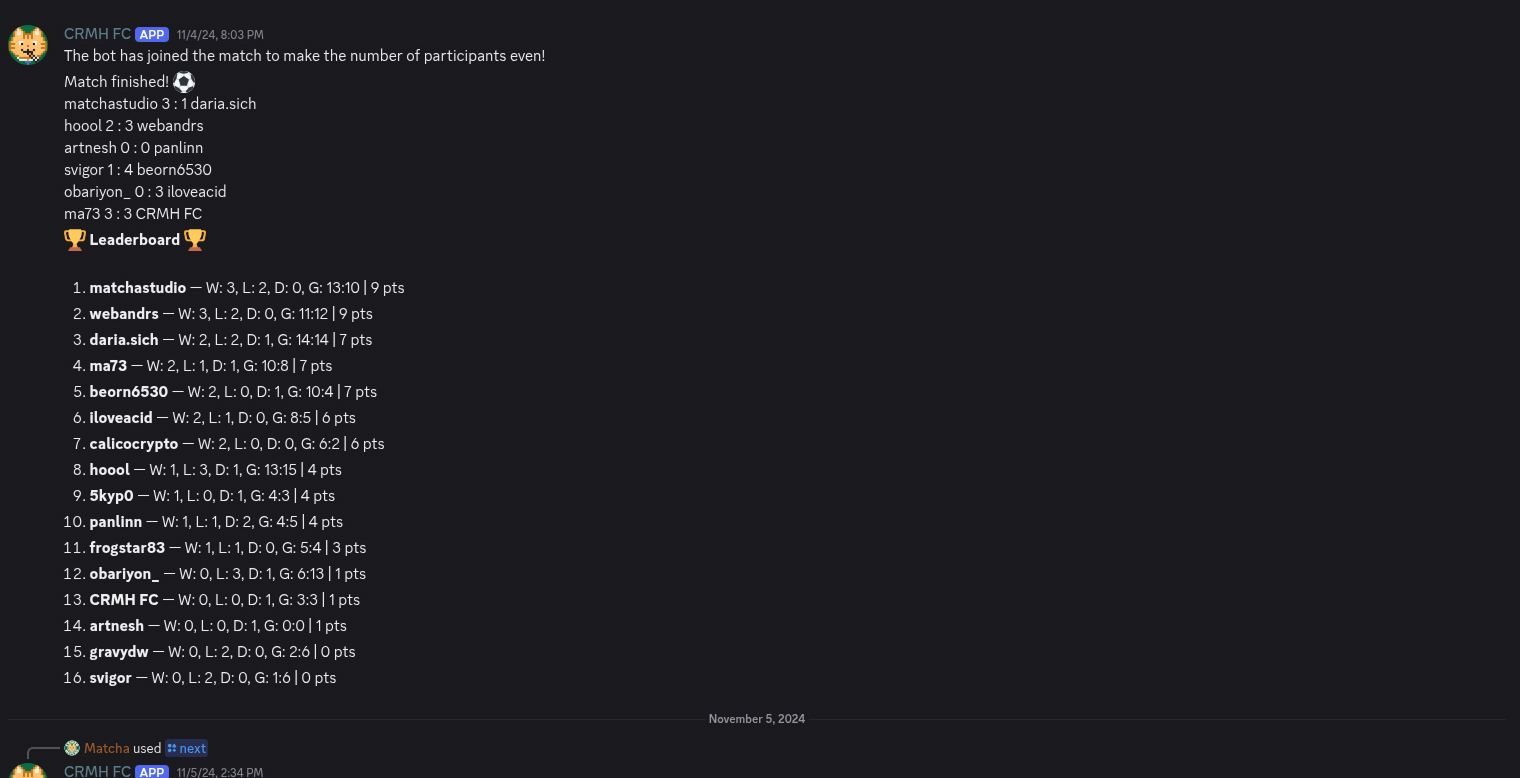 CRMH FC APP 11/4/24, 8:03 PM
The bot has joined the match to make the number of participants even!
Match finished!
matchastudio 3 : 1 daria.sich
hoool 2 : 3 webandrs
artnesh 0 : 0 panlinn
svigor 1 : 4 beorn6530
obariyon_ 0 : 3 iloveacid
ma73 3 : 3 CRMH FC
Leaderboard
1. matchastudio — W: 3, L: 2, D: 0, G: 13:10 | 9 pts
2. webandrs — W: 3, L: 2, D: 0, G: 11:12 | 9 pts
3. daria.sich — W: 2, L: 2, D: 1, G: 14:14 | 7 pts
4. ma73 — W: 2, L: 1, D: 1, G: 10:8 | 7 pts
5. beorn6530 — W: 2, L: 0, D: 1, G: 10:4 | 7 pts
6. iloveacid — W: 2, L: 1, D: 0, G: 8:5 | 6 pts
7. calicocrypto — W: 2, L: 0, D: 0, G: 6:2 | 6 pts
8. hoool — W: 1, L: 3, D: 1, G: 13:15 | 4 pts
9. 5kyp0 — W: 1, L: 0, D: 1, G: 4:3 | 4 pts
10. panlinn — W: 1, L: 1, D: 2, G: 4:5 | 4 pts
11. frogstar83 — W: 1, L: 1, D: 0, G: 5:4 | 3 pts
12. obariyon_ — W: 0, L: 3, D: 1, G: 6:13 | 1 pts
13. CRMH FC — W: 0, L: 0, D: 1, G: 3:3 | 1 pts
14. artnesh — W: 0, L: 0, D: 1, G: 0:0 | 1 pts
15. gravydw — W: 0, L: 2, D: 0, G: 2:6 | 0 pts
16. svigor — W: 0, L: 2, D: 0, G: 1:6 | 0 pts
November 5, 2024
Matcha used next
CRMH FC APP 11/5/24, 2:34 PM